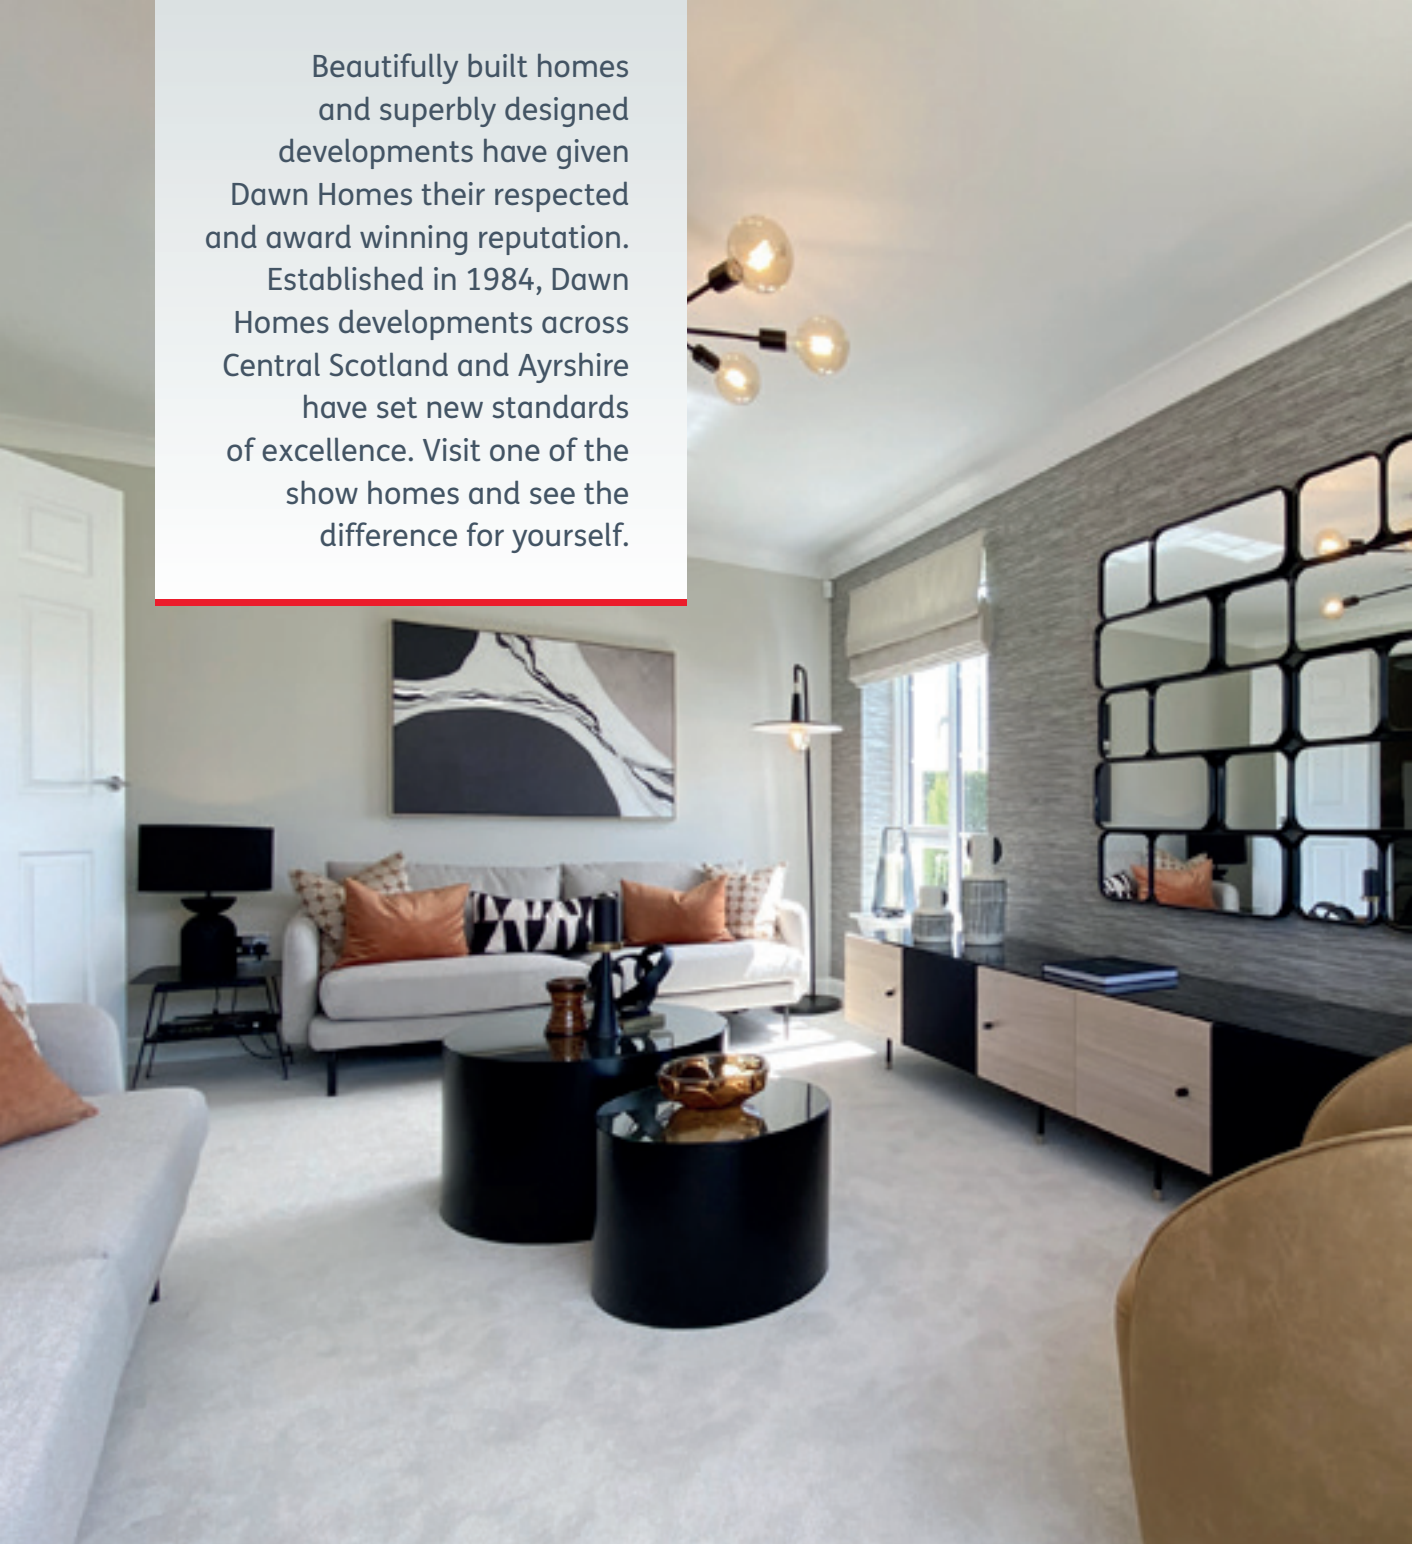 Beautifully built homes
and superbly designed
developments have given
Dawn Homes their respected
and award winning reputation.
Established in 1984, Dawn
Homes developments across
Central Scotland and Ayrshire
have set new standards
of excellence. Visit one of the
show homes and see the
difference for yourself.